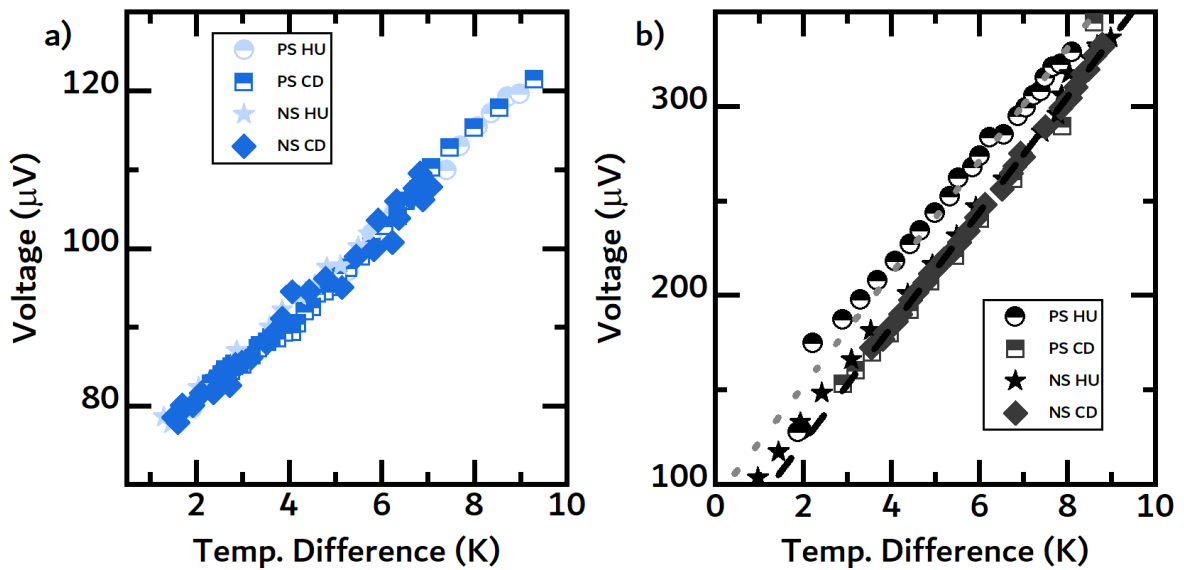 a)
PS HU
PS CD
NS HU
NS CD
120
100
80
2 4 6 8 10
Voltage (μV)
Temp. Difference (K)
b)
300
200
100
PS HU
PS CD
NS HU
NS CD
0 2 4 6 8 10
Voltage (μV)
Temp. Difference (K)